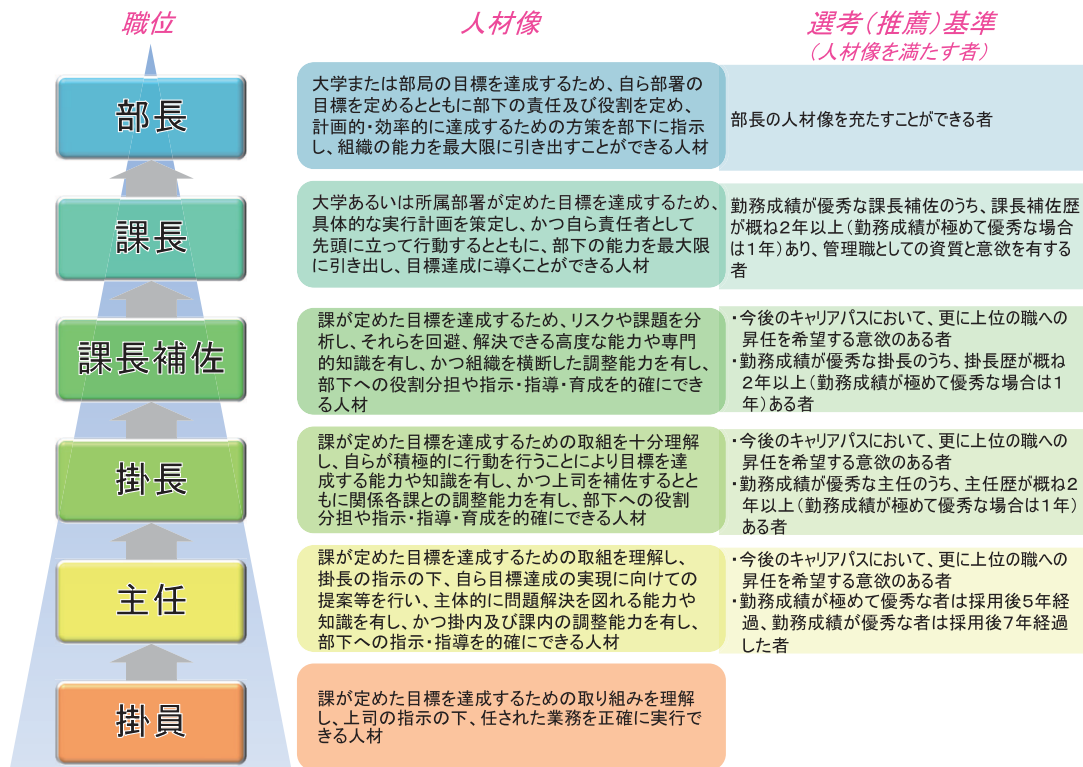 職位
人材像
選考(推薦)基準
(人材像を満たす者)
部長
大学または部局の目標を達成するため、自ら部署の
目標を定めるとともに部下の責任及び役割を定め、
計画的・効率的に達成するための方策を部下に指示
し、組織の能力を最大限に引き出すことができる人材
部長の人材像を充たすことができる者
課長
大学あるいは所属部署が定めた目標を達成するため、
具体的な実行計画を策定し、かつ自ら責任者として
先頭に立って行動するとともに、部下の能力を最大限
に引き出し、目標達成に導くことができる人材
勤務成績が優秀な課長補佐のうち、課長補佐歴
が概ね2年以上(勤務成績が極めて優秀な場合
は1年)あり、管理職としての資質と意欲を有する
者
課長補佐
課が定めた目標を達成するため、リスクや課題を分
析し、それらを回避、解決できる高度な能力や専門
的知識を有し、かつ組織を横断した調整能力を有し、
部下への役割分担や指示・指導・育成を的確にでき
る人材
・今後のキャリアパスにおいて、更に上位の職への
昇任を希望する意欲のある者
・勤務成績が優秀な掛長のうち、掛長歴が概ね
2年以上(勤務成績が極めて優秀な場合は1
年)ある者
掛長
課が定めた目標を達成するための取組を十分理解
し、自らが積極的に行動を行うことにより目標を達
成する能力や知識を有し、かつ上司を補佐するとと
もに関係各課との調整能力を有し、部下への役割
分担や指示・指導・育成を的確にできる人材
・今後のキャリアパスにおいて、更に上位の職への
昇任を希望する意欲のある者
・勤務成績が優秀な主任のうち、主任歴が概ね2
年以上(勤務成績が極めて優秀な場合は1年)
ある者
主任
課が定めた目標を達成するための取組を理解し、
掛長の指示の下、自ら目標達成の実現に向けての
提案等を行い、主体的に問題解決を図れる能力や
知識を有し、かつ掛内及び課内の調整能力を有し、
部下への指示・指導を的確にできる人材
・今後のキャリアパスにおいて、更に上位の職への
昇任を希望する意欲のある者
・勤務成績が極めて優秀な者は採用後5年経
過、勤務成績が優秀な者は採用後7年経過
した者
掛員
課が定めた目標を達成するための取り組みを理解
し、上司の指示の下、任された業務を正確に実行で
きる人材